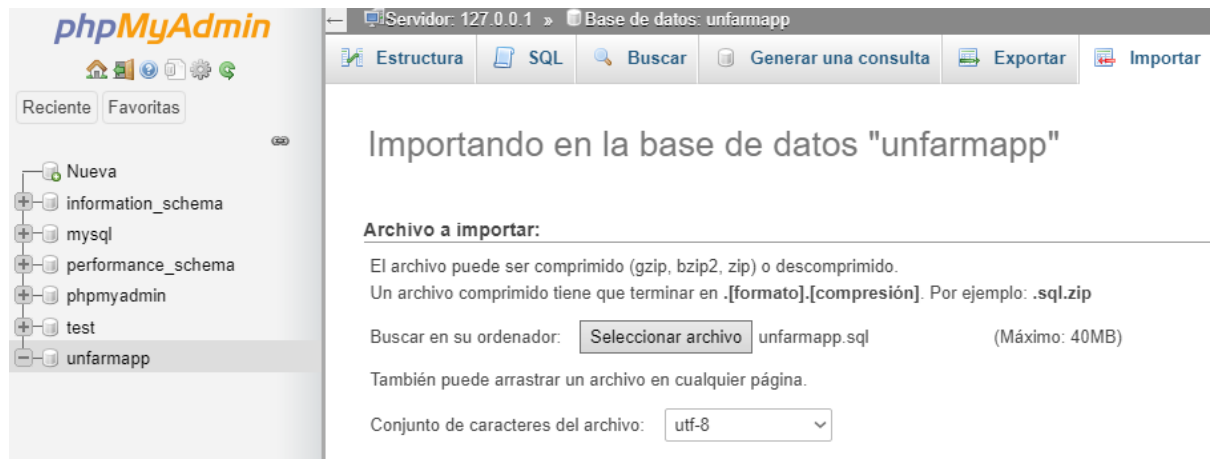 phpMyAdmin
Reciente Favoritas
Nueva
information_schema
mysql
performance_schema
phpmyadmin
test
unfarmapp
Servidor: 127.0.0.1 » Base de datos: unfarmapp
Estructura SQL Buscar Generar una consulta Exportar Importar
Importando en la base de datos "unfarmapp"
Archivo a importar:
El archivo puede ser comprimido (gzip, bzip2, zip) o descomprimido.
Un archivo comprimido tiene que terminar en .[formato].[compresión]. Por ejemplo: .sql.zip
Buscar en su ordenador: Seleccionar archivo unfarmapp.sql (Máximo: 40MB)
También puede arrastrar un archivo en cualquier página.
Conjunto de caracteres del archivo: utf-8